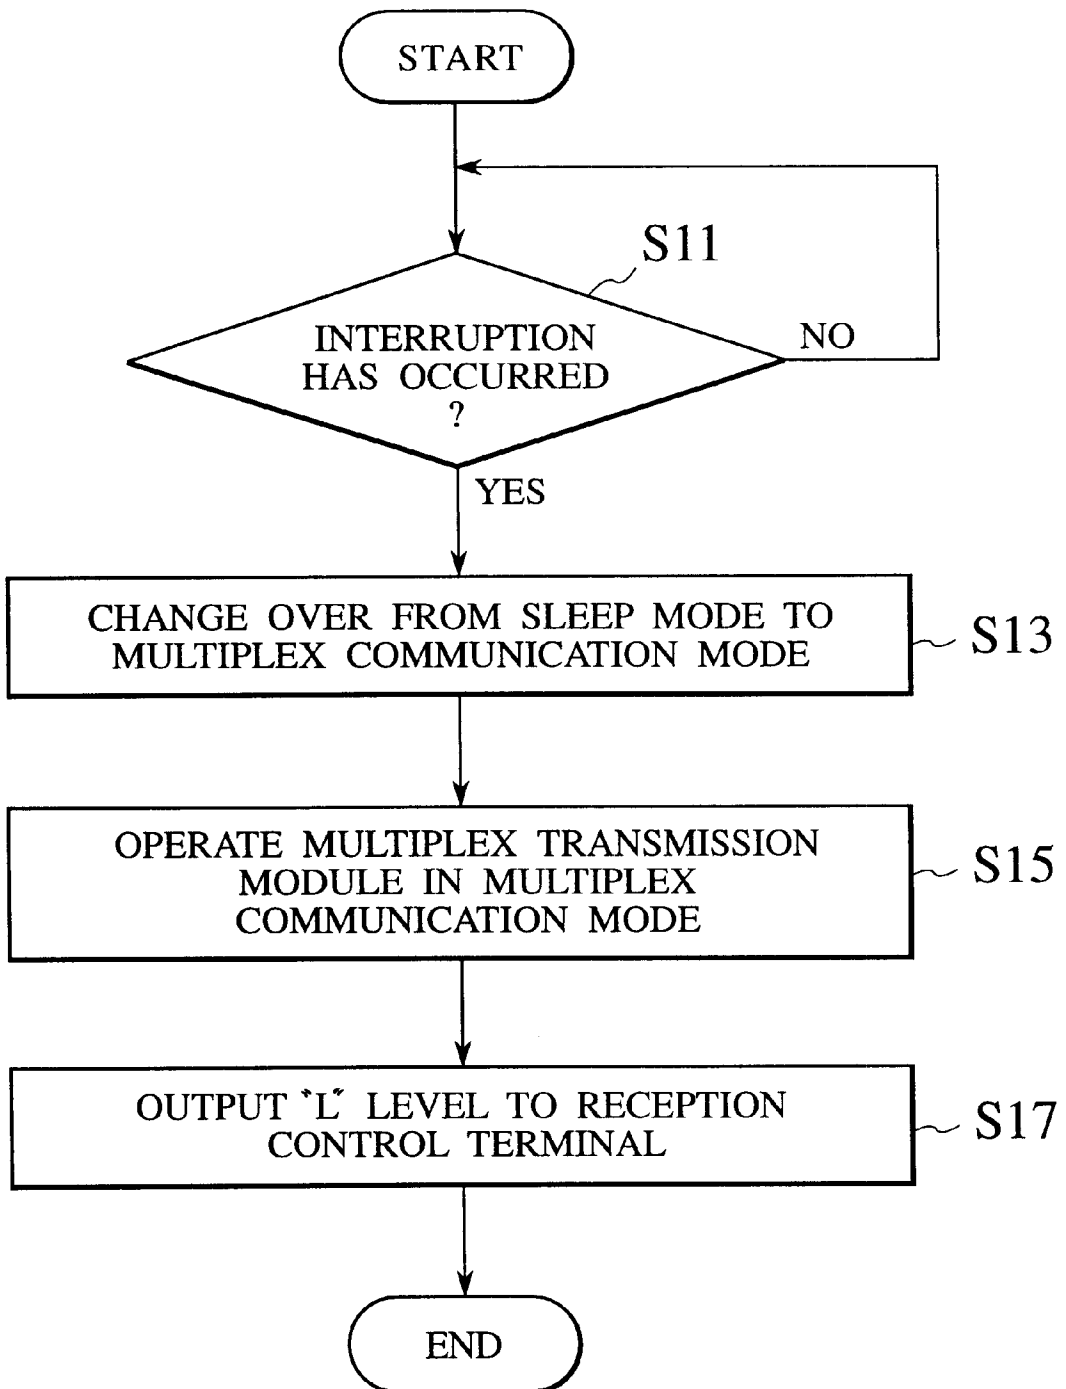 START
S11
INTERRUPTION
HAS OCCURRED
?
NO
YES
CHANGE OVER FROM SLEEP MODE TO
MULTIPLEX COMMUNICATION MODE
S13
OPERATE MULTIPLEX TRANSMISSION
MODULE IN MULTIPLEX
COMMUNICATION MODE
S15
OUTPUT "L" LEVEL TO RECEPTION
CONTROL TERMINAL
S17
END